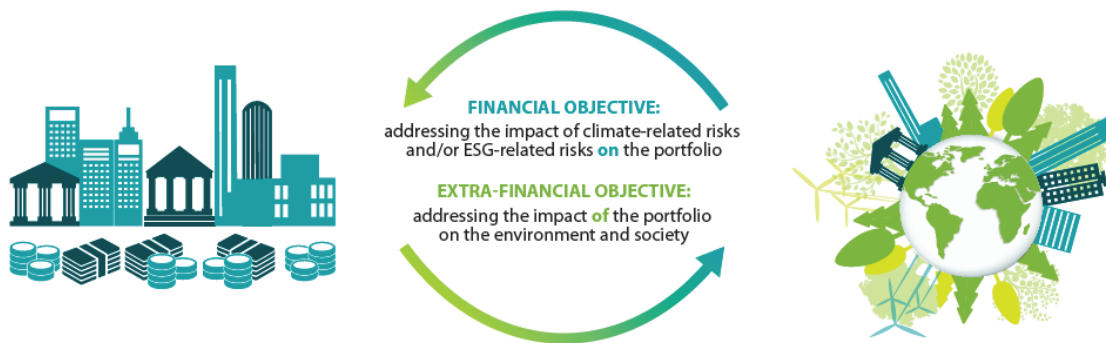 FINANCIAL OBJECTIVE:
addressing the impact of climate-related risks
and/or ESG-related risks on the portfolio
EXTRA-FINANCIAL OBJECTIVE:
addressing the impact of the portfolio
on the environment and society